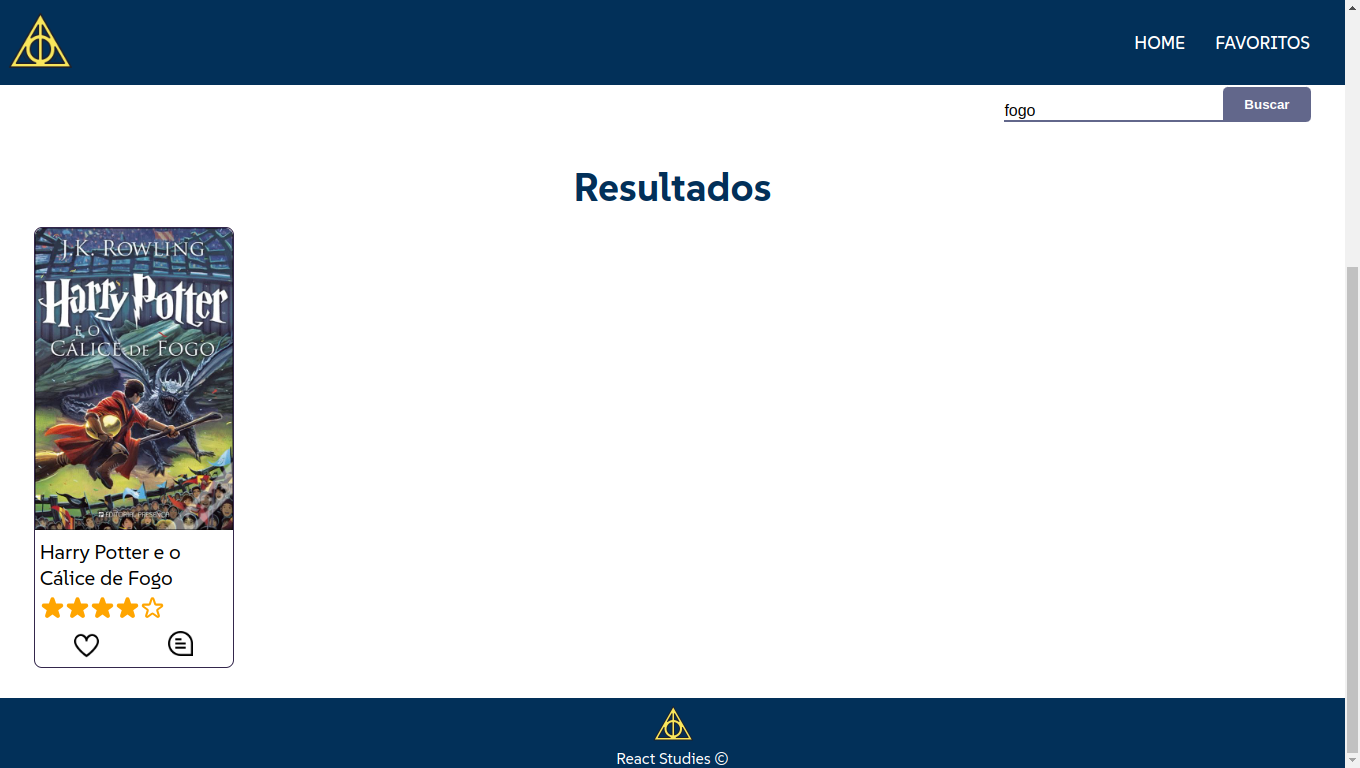 HOME FAVORITOS
fogo Buscar
Resultados
J.K. ROWLING
Harry Potter
E O
CÁLICE DE FOGO
EDITORIAL PRESENÇA
Harry Potter e o
Cálice de Fogo
React Studies ©